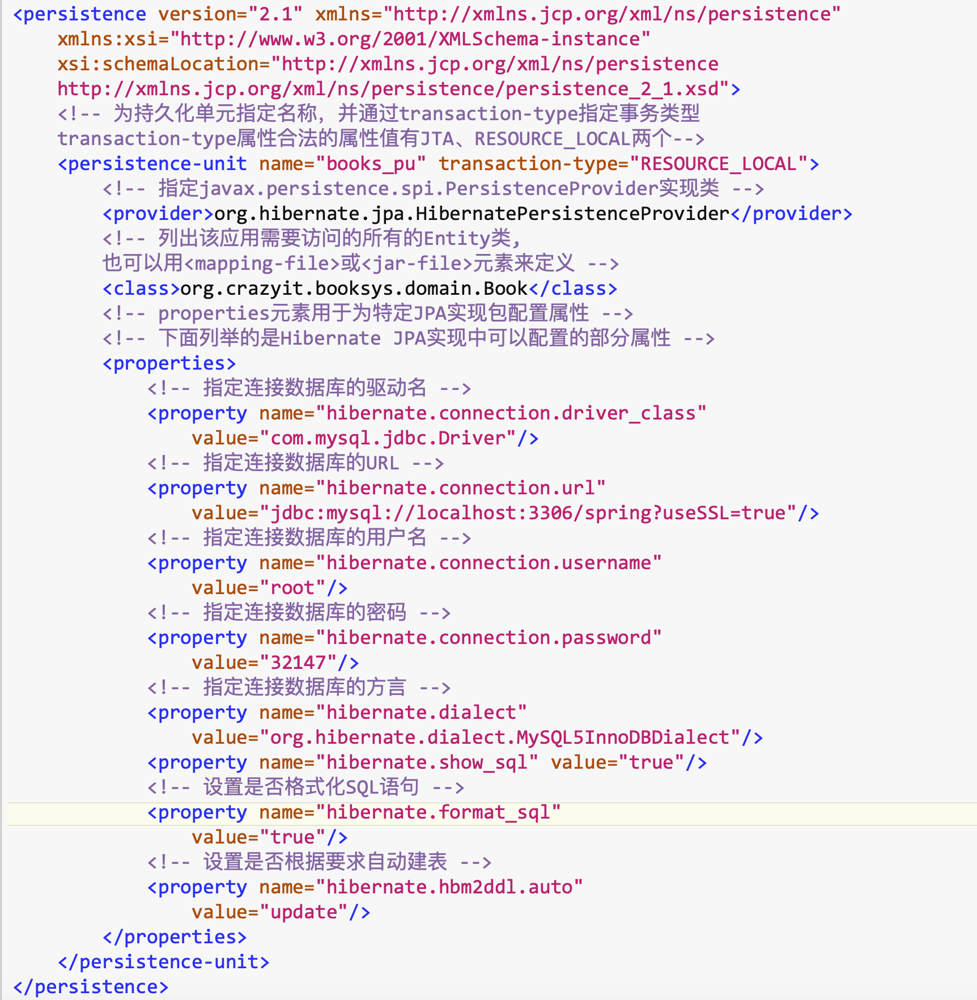 <persistence version="2.1" xmlns="http://xmlns.jcp.org/xml/ns/persistence"
xmlns:xsi="http://www.w3.org/2001/XMLSchema-instance"
xsi:schemaLocation="http://xmlns.jcp.org/xml/ns/persistence
http://xmlns.jcp.org/xml/ns/persistence/persistence_2_1.xsd">
<!-- 为持久化单元指定名称，并通过transaction-type指定事务类型
transaction-type属性合法的属性值有JTA、RESOURCE_LOCAL两个-->
<persistence-unit name="books_pu" transaction-type="RESOURCE_LOCAL">
<!-- 指定javax.persistence.spi.PersistenceProvider实现类 -->
<provider>org.hibernate.jpa.HibernatePersistenceProvider</provider>
<!-- 列出该应用需要访问的所有的Entity类，
也可以用<mapping-file>或<jar-file>元素来定义 -->
<class>org.crazyit.booksys.domain.Book</class>
<!-- properties元素用于为特定JPA实现包配置属性 -->
<!-- 下面列举的是Hibernate JPA实现中可以配置的部分属性 -->
<properties>
<!-- 指定连接数据库的驱动名 -->
<property name="hibernate.connection.driver_class"
value="com.mysql.jdbc.Driver"/>
<!-- 指定连接数据库的URL -->
<property name="hibernate.connection.url"
value="jdbc:mysql://localhost:3306/spring?useSSL=true"/>
<!-- 指定连接数据库的用户名 -->
<property name="hibernate.connection.username"
value="root"/>
<!-- 指定连接数据库的密码 -->
<property name="hibernate.connection.password"
value="32147"/>
<!-- 指定连接数据库的方言 -->
<property name="hibernate.dialect"
value="org.hibernate.dialect.MySQL5InnoDBDialect"/>
<property name="hibernate.show_sql" value="true"/>
<!-- 设置是否格式化SQL语句 -->
<property name="hibernate.format_sql"
value="true"/>
<!-- 设置是否根据要求自动建表 -->
<property name="hibernate.hbm2ddl.auto"
value="update"/>
</properties>
</persistence-unit>
</persistence>